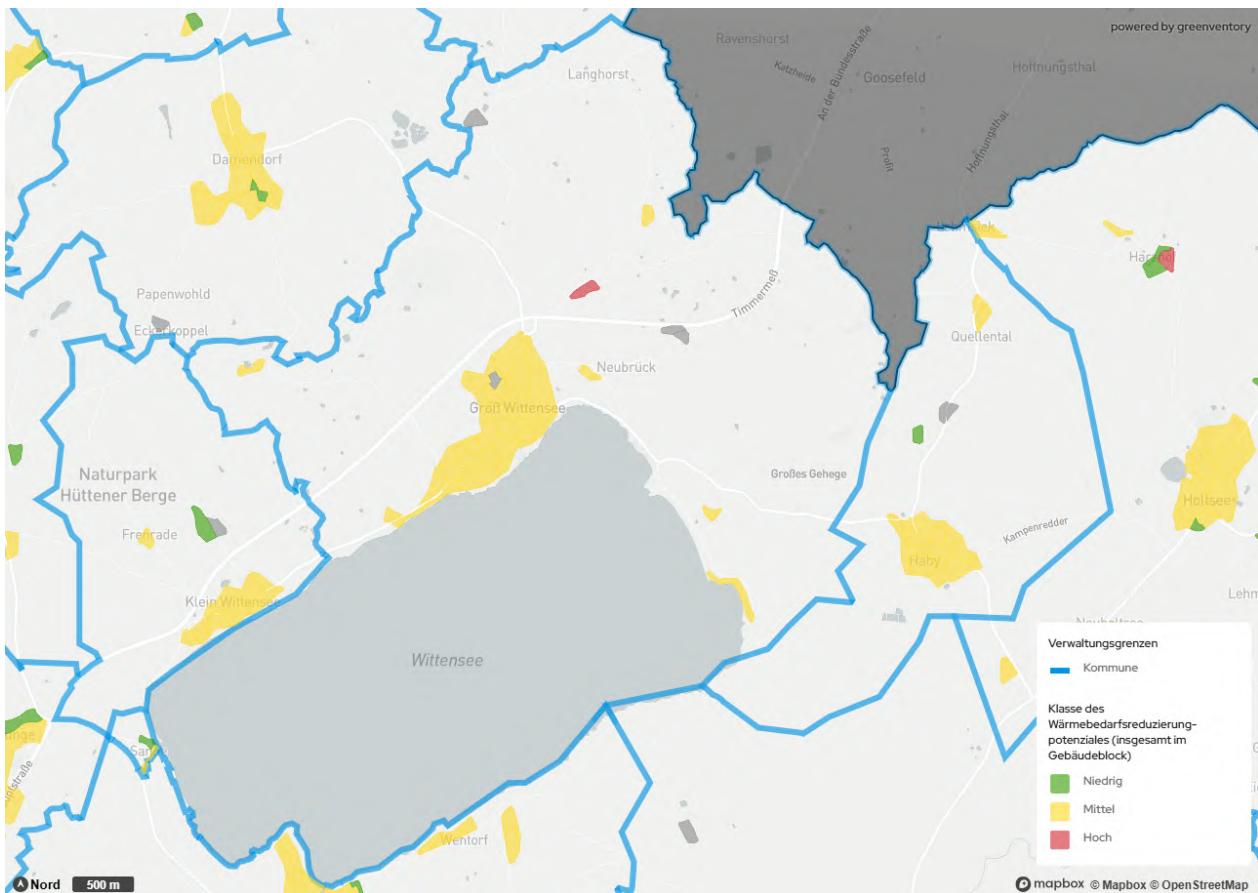 powered by greenventory
Ravenshorst
Katzheide
An der Bundesstraße
Goosefeld
Hoffnungsthal
Langhorst
Profit
Hoffnungsthal
Damendorf
Papenwohld
Eckerkoppel
Timmermeß
Quellental
Neubrück
Groß Wittensee
Großes Gehege
Naturpark
Hüttener Berge
Holtsee
Kampenredder
Haby
Klein Wittensee
Wittensee
Wentorf
Verwaltungsgrenzen
Kommune
Klasse des
Wärmebedarfsreduzierung-
potenziales (insgesamt im
Gebäudeblock)
Niedrig
Mittel
Hoch
Nord
500 m
mapbox © Mapbox © OpenStreetMap